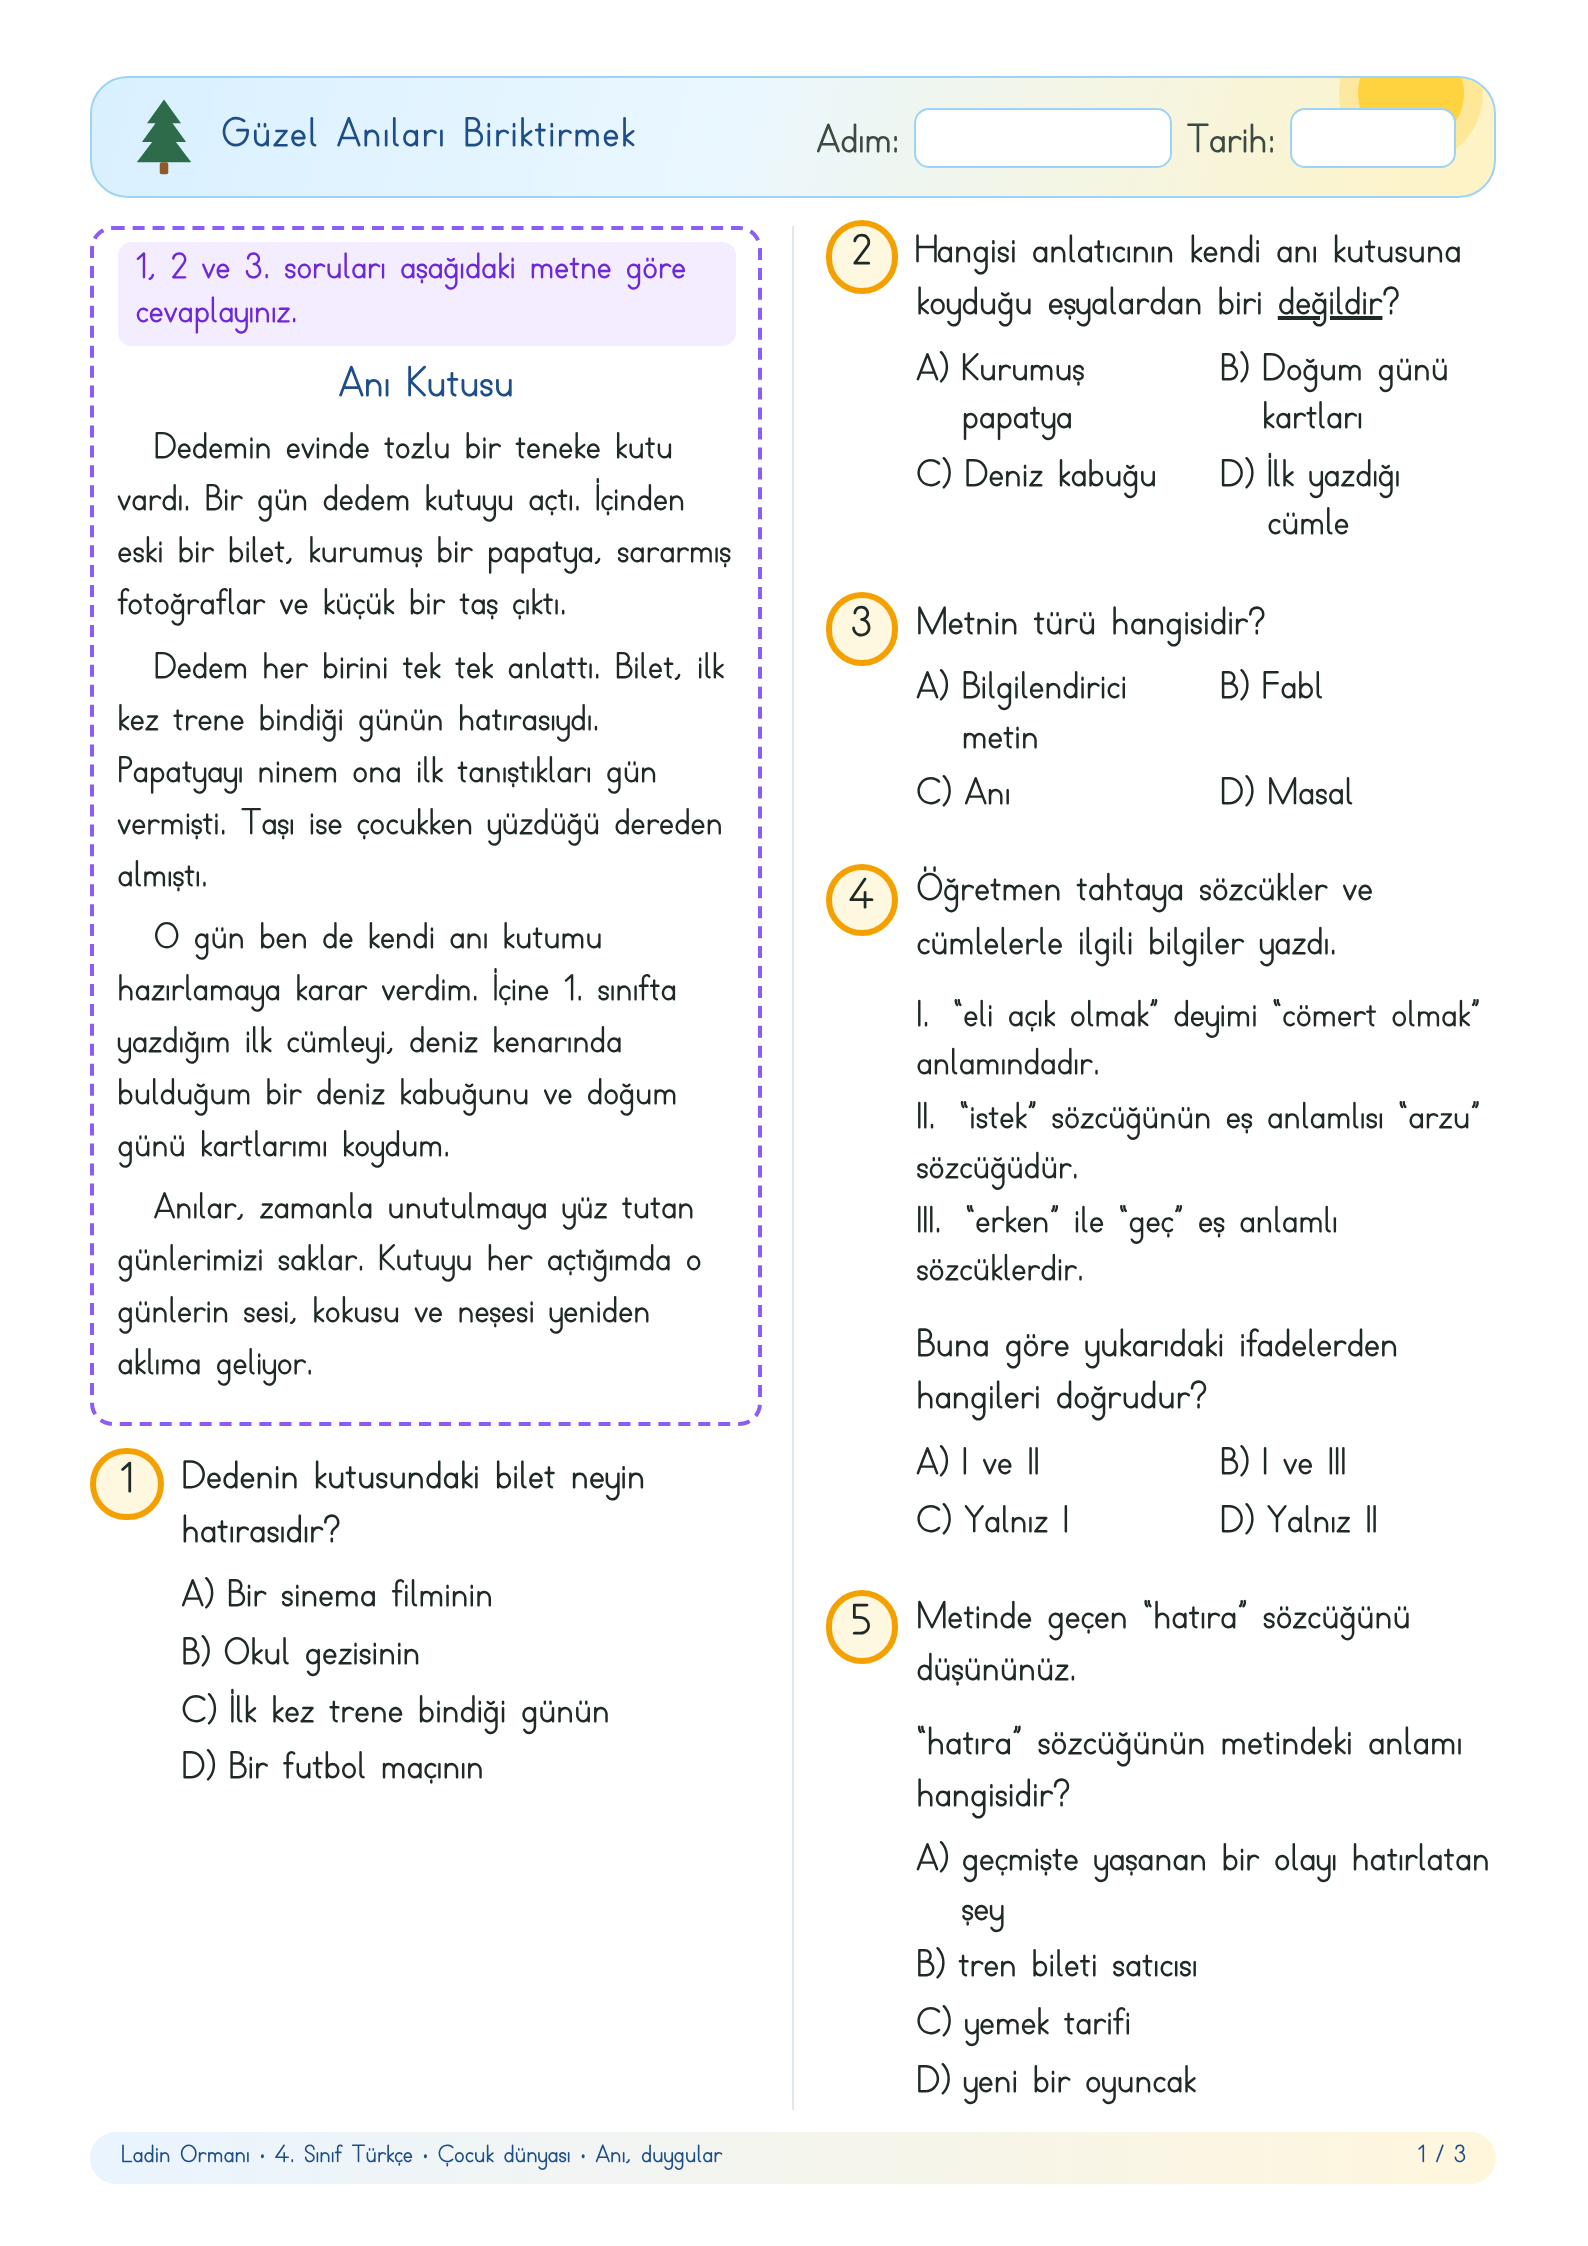 Güzel Anıları Biriktirmek
Adım:
Tarih:
1, 2 ve 3. soruları aşağıdaki metne göre
cevaplayınız.
Anı Kutusu
Dedemin evinde tozlu bir teneke kutu
vardı. Bir gün dedem kutuyu açtı. İçinden
eski bir bilet, kurumuş bir papatya, sararmış
fotoğraflar ve küçük bir taş çıktı.
Dedem her birini tek tek anlattı. Bilet, ilk
kez trene bindiği günün hatırasıydı.
Papatyayı ninem ona ilk tanıştıkları gün
vermişti. Taşı ise çocukken yüzdüğü dereden
almıştı.
O gün ben de kendi anı kutumu
hazırlamaya karar verdim. İçine 1. sınıfta
yazdığım ilk cümleyi, deniz kenarında
bulduğum bir deniz kabuğunu ve doğum
günü kartlarımı koydum.
Anılar, zamanla unutulmaya yüz tutan
günlerimizi saklar. Kutuyu her açtığımda o
günlerin sesi, kokusu ve neşesi yeniden
aklıma geliyor.
1
Dedenin kutusundaki bilet neyin
hatırasıdır?
A) Bir sinema filminin
B) Okul gezisinin
C) İlk kez trene bindiği günün
D) Bir futbol maçının
2
Hangisi anlatıcının kendi anı kutusuna
koyduğu eşyalardan biri değildir?
A) Kurumuş
papatya
B) Doğum günü
kartları
C) Deniz kabuğu
D) İlk yazdığı
cümle
3
Metnin türü hangisidir?
A) Bilgilendirici
metin
B) Fabl
C) Anı
D) Masal
4
Öğretmen tahtaya sözcükler ve
cümlelerle ilgili bilgiler yazdı.
I. “eli açık olmak” deyimi “cömert olmak”
anlamındadır.
II. “istek” sözcüğünün eş anlamlısı “arzu”
sözcüğüdür.
III. “erken” ile “geç” eş anlamlı
sözcüklerdir.
Buna göre yukarıdaki ifadelerden
hangileri doğrudur?
A) I ve II
B) I ve III
C) Yalnız I
D) Yalnız II
5
Metinde geçen “hatıra” sözcüğünü
düşününüz.
“hatıra” sözcüğünün metindeki anlamı
hangisidir?
A) geçmişte yaşanan bir olayı hatırlatan
şey
B) tren bileti satıcısı
C) yemek tarifi
D) yeni bir oyuncak
Ladin Ormanı • 4. Sınıf Türkçe • Çocuk dünyası • Anı, duygular
1 / 3